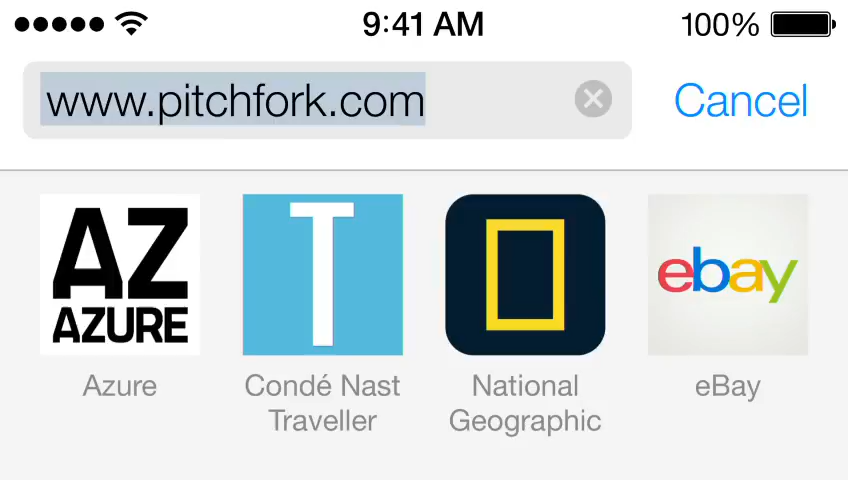 9:41 AM 100%
www.pitchfork.com Cancel
AZ T ebay
AZURE
Azure Condé Nast National eBay
Traveller Geographic